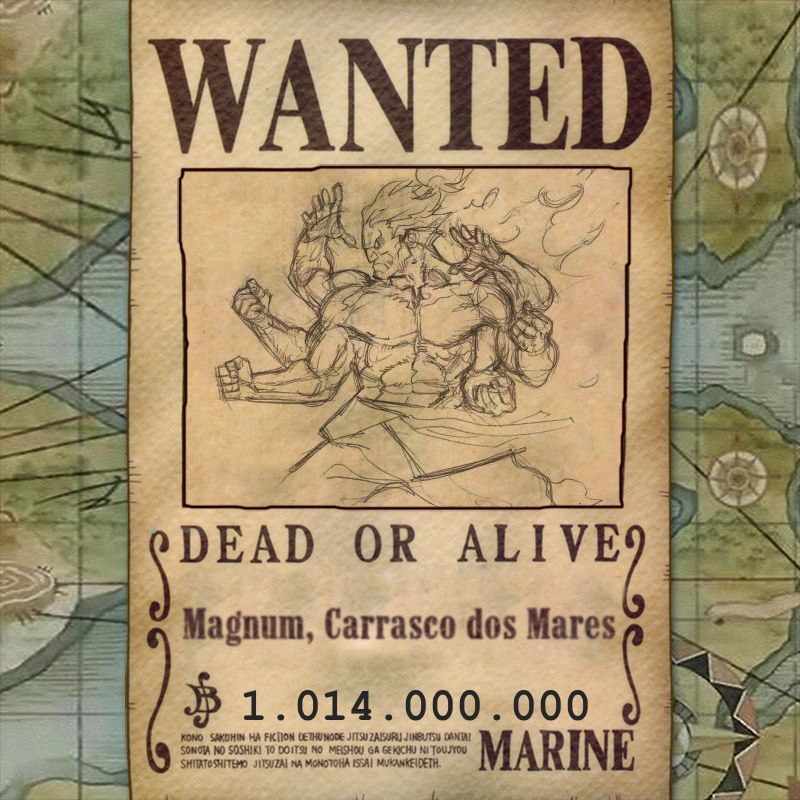 WANTED
DEAD OR ALIVE
Magnum, Carrasco dos Mares
1.014.000.000
KONO SAKUHIN HA FICTION DETHUNODE JITSUZAISURU JINBUTSU DANTAI
SONOTA NO SOSHIKI TO DOITSU NO MEISHOU GA GEKICHU NI TOUJYOU
SHITATOSHITEMO JITSUZAI NA MONOTOHA ISSAI MUKANKEIDETH.
MARINE